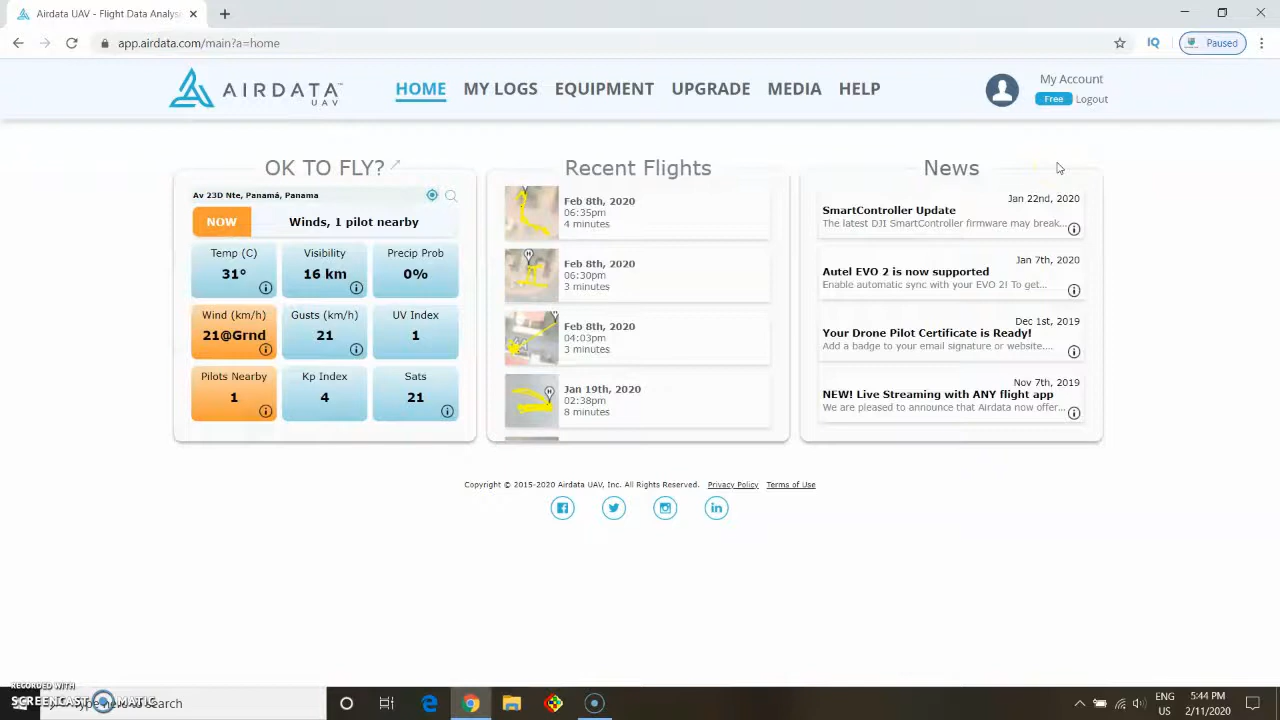 Airdata UAV - Flight Data Analysi
app.airdata.com/main?a=home
IQ
Paused
AIRDATA
UAV
HOME
MY LOGS
EQUIPMENT
UPGRADE
MEDIA
HELP
My Account
Free
Logout
OK TO FLY?
Av 23D Nte, Panamá, Panama
NOW
Winds, 1 pilot nearby
Temp (C)
31°
Visibility
16 km
Precip Prob
0%
Wind (km/h)
21@Grnd
Gusts (km/h)
21
UV Index
1
Pilots Nearby
1
Kp Index
4
Sats
21
Recent Flights
Feb 8th, 2020
06:35pm
4 minutes
Feb 8th, 2020
06:30pm
3 minutes
Feb 8th, 2020
04:03pm
3 minutes
Jan 19th, 2020
02:38pm
8 minutes
News
Jan 22nd, 2020
SmartController Update
The latest DJI SmartController firmware may break...
Jan 7th, 2020
Autel EVO 2 is now supported
Enable automatic sync with your EVO 2! To get...
Dec 1st, 2019
Your Drone Pilot Certificate is Ready!
Add a badge to your email signature or website....
Nov 7th, 2019
NEW! Live Streaming with ANY flight app
We are pleased to announce that Airdata now offer...
Copyright © 2015-2020 Airdata UAV, Inc. All Rights Reserved. Privacy Policy Terms of Use
RECORDED WITH
SCREENCAST MATIC
here to search
ENG
US
5:44 PM
2/11/2020